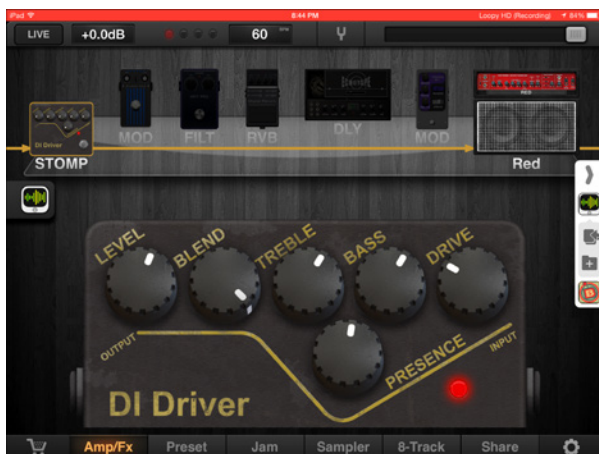 iPad 8:44 PM Loopy HD (Recording) 84%
LIVE +0.0dB 60 BPM
MOD FILT RVB DLY MOD RED
DI Driver
STOMP Red
LEVEL BLEND TREBLE BASS DRIVE
OUTPUT PRESENCE INPUT
DI Driver
Amp/Fx Preset Jam Sampler 8-Track Share